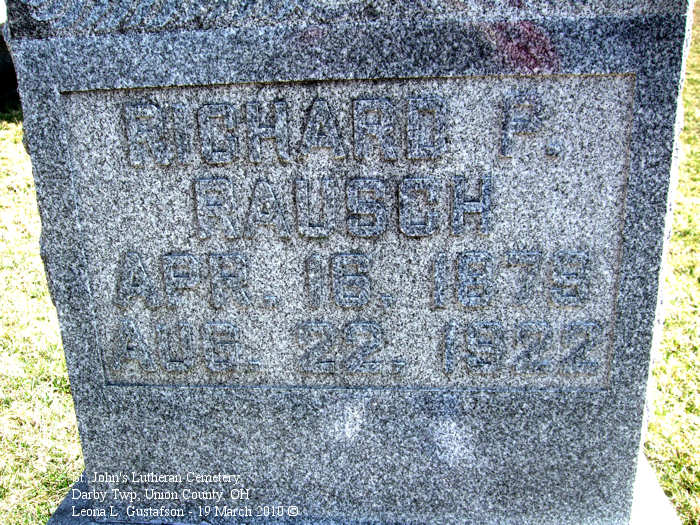 RICHARD P.
RAUSCH
APR. 16. 1879
AUG. 22. 1922
St. John's Lutheran Cemetery,
Darby Twp, Union County, OH
Leona L. Gustafson - 19 March 2010 ©